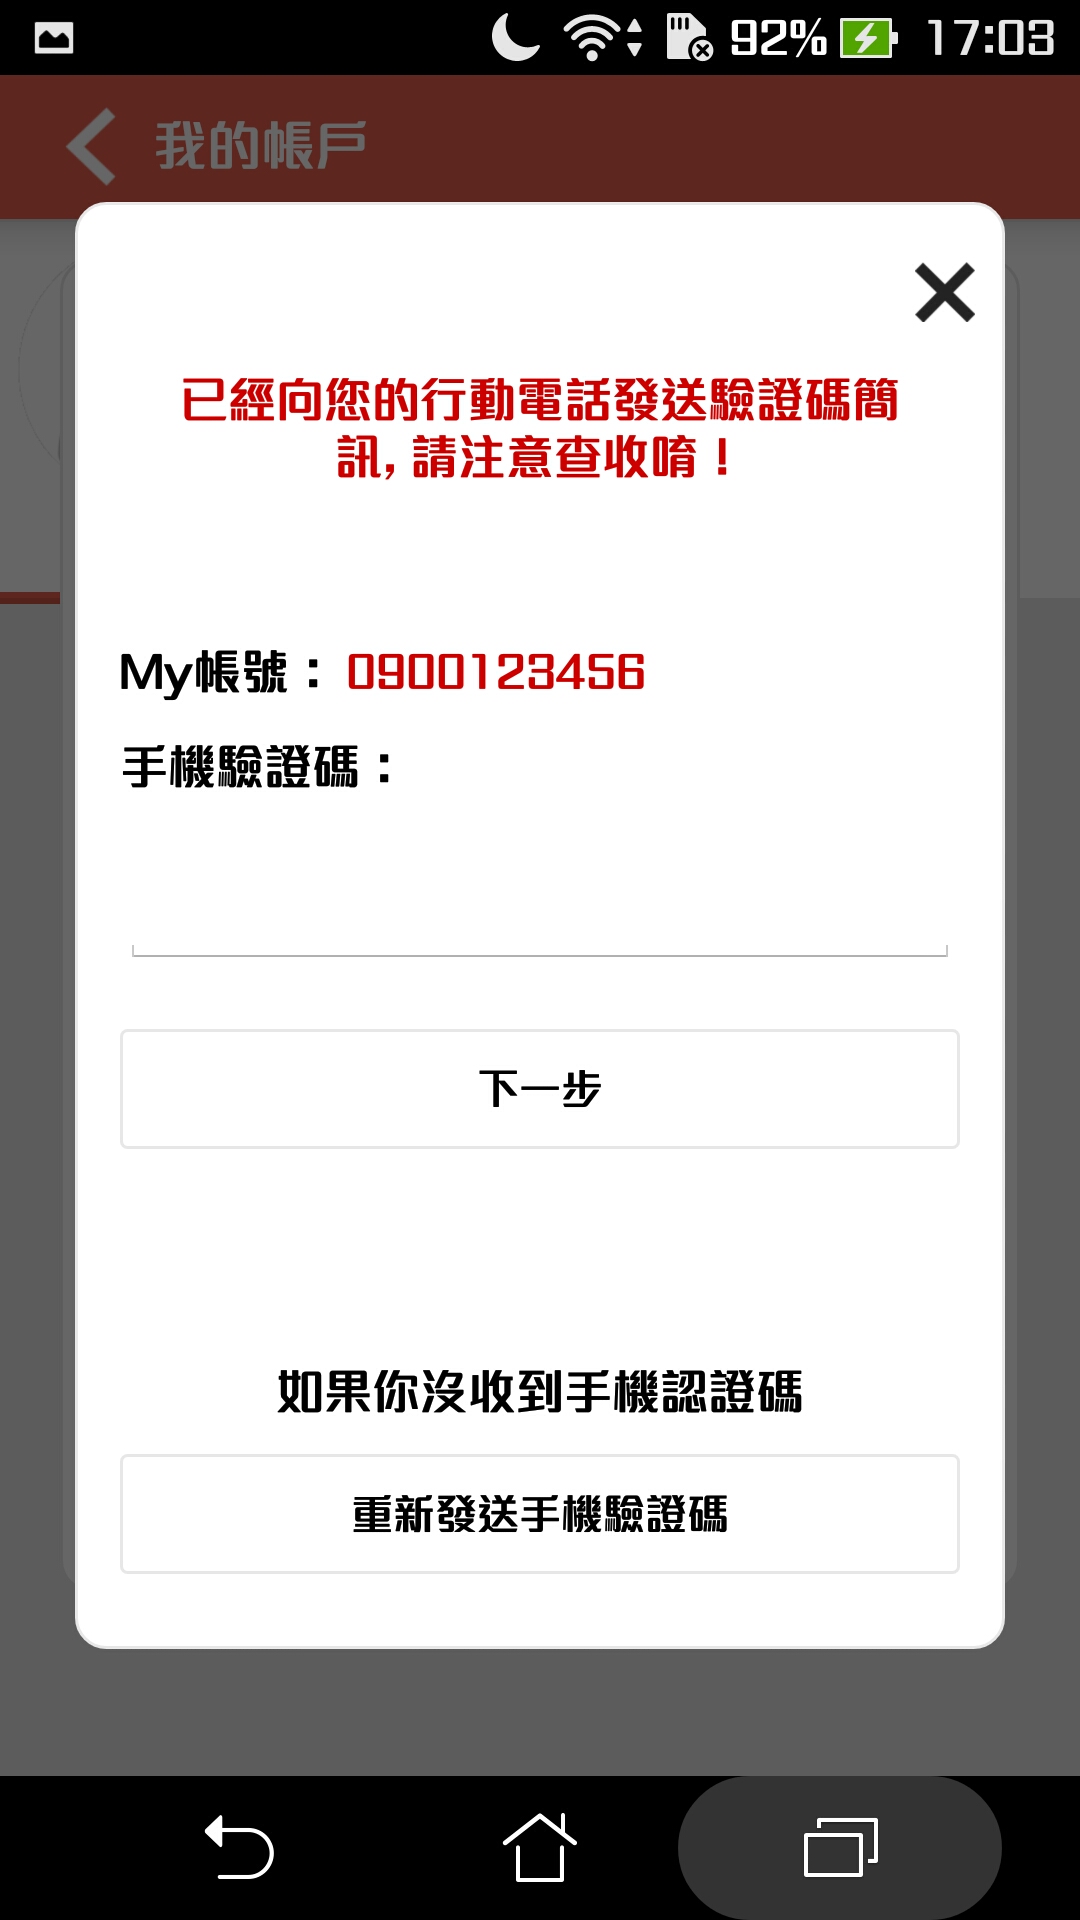 92% 17:03
我的帳戶
已經向您的行動電話發送驗證碼簡
訊, 請注意查收唷！
My帳號： 0900123456
手機驗證碼：
下一步
如果你沒收到手機認證碼
重新發送手機驗證碼